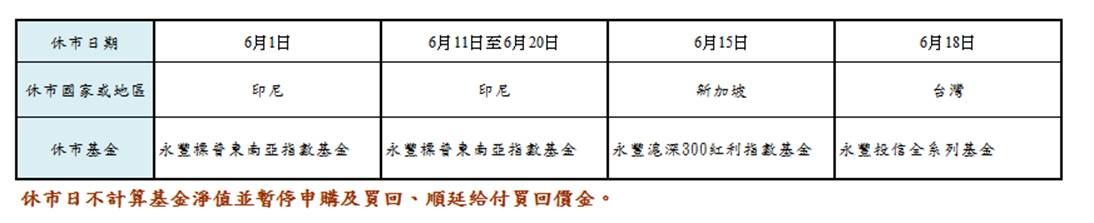 休市日期 6月1日 6月11日至6月20日 6月15日 6月18日
休市國家或地區 印尼 印尼 新加坡 台灣
休市基金 永豐標普東南亞指數基金 永豐標普東南亞指數基金 永豐滬深300紅利指數基金 永豐投信全系列基金
休市日不計算基金淨值並暫停申購及買回、順延給付買回價金。